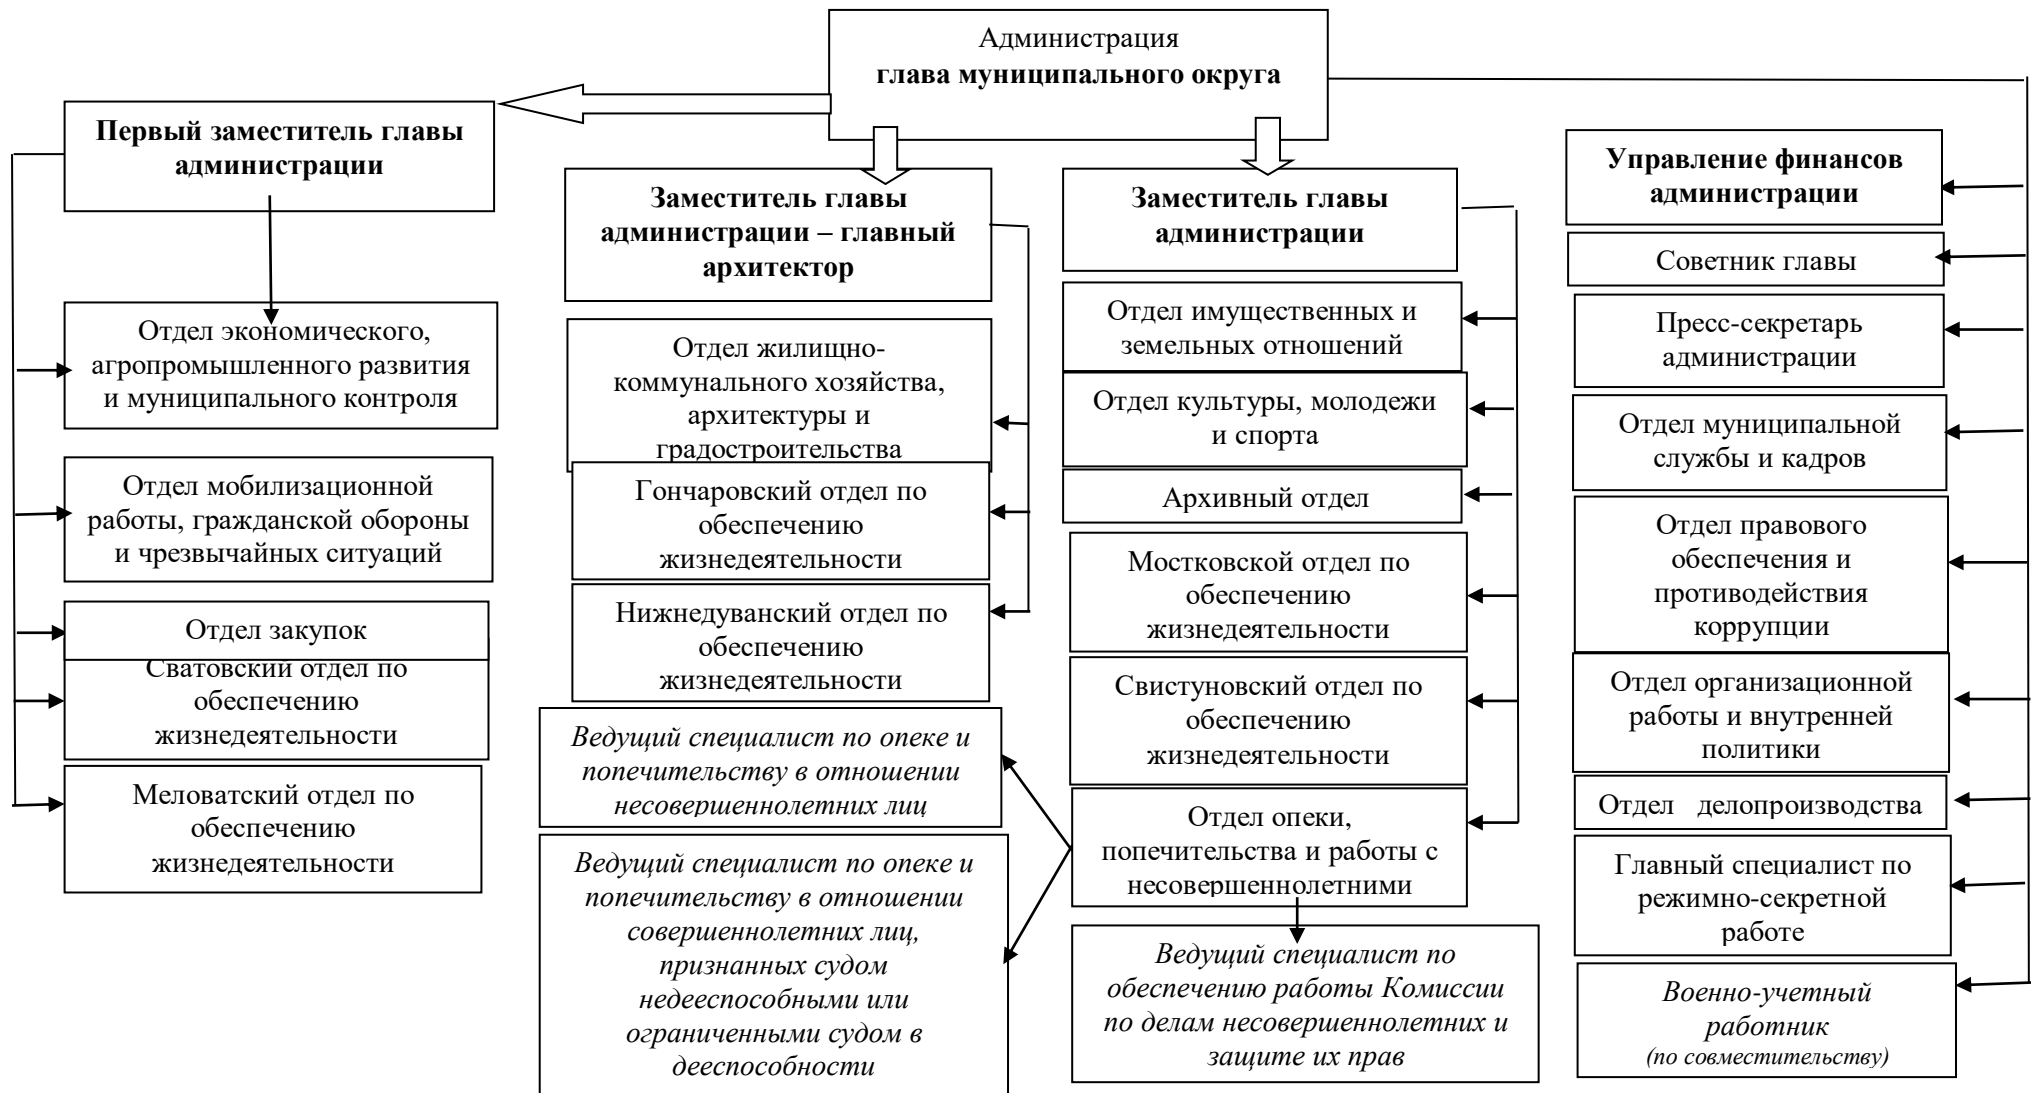 Администрация
глава муниципального округа
Первый заместитель главы
администрации
Отдел экономического,
агропромышленного развития
и муниципального контроля
Отдел мобилизационной
работы, гражданской обороны
и чрезвычайных ситуаций
Отдел закупок
Сватовский отдел по
обеспечению
жизнедеятельности
Меловатский отдел по
обеспечению
жизнедеятельности
Заместитель главы
администрации – главный
архитектор
Отдел жилищно-
коммунального хозяйства,
архитектуры и
градостроительства
Гончаровский отдел по
обеспечению
жизнедеятельности
Нижнедуванский отдел по
обеспечению
жизнедеятельности
Ведущий специалист по опеке и
попечительству в отношении
несовершеннолетних лиц
Ведущий специалист по опеке и
попечительству в отношении
совершеннолетних лиц,
признанных судом
недееспособными или
ограниченными судом в
дееспособности
Заместитель главы
администрации
Отдел имущественных и
земельных отношений
Отдел культуры, молодежи
и спорта
Архивный отдел
Мостковской отдел по
обеспечению
жизнедеятельности
Свистуновский отдел по
обеспечению
жизнедеятельности
Отдел опеки,
попечительства и работы с
несовершеннолетними
Ведущий специалист по
обеспечению работы Комиссии
по делам несовершеннолетних и
защите их прав
Управление финансов
администрации
Советник главы
Пресс-секретарь
администрации
Отдел муниципальной
службы и кадров
Отдел правового
обеспечения и
противодействия
коррупции
Отдел организационной
работы и внутренней
политики
Отдел делопроизводства
Главный специалист по
режимно-секретной
работе
Военно-учетный
работник
(по совместительству)